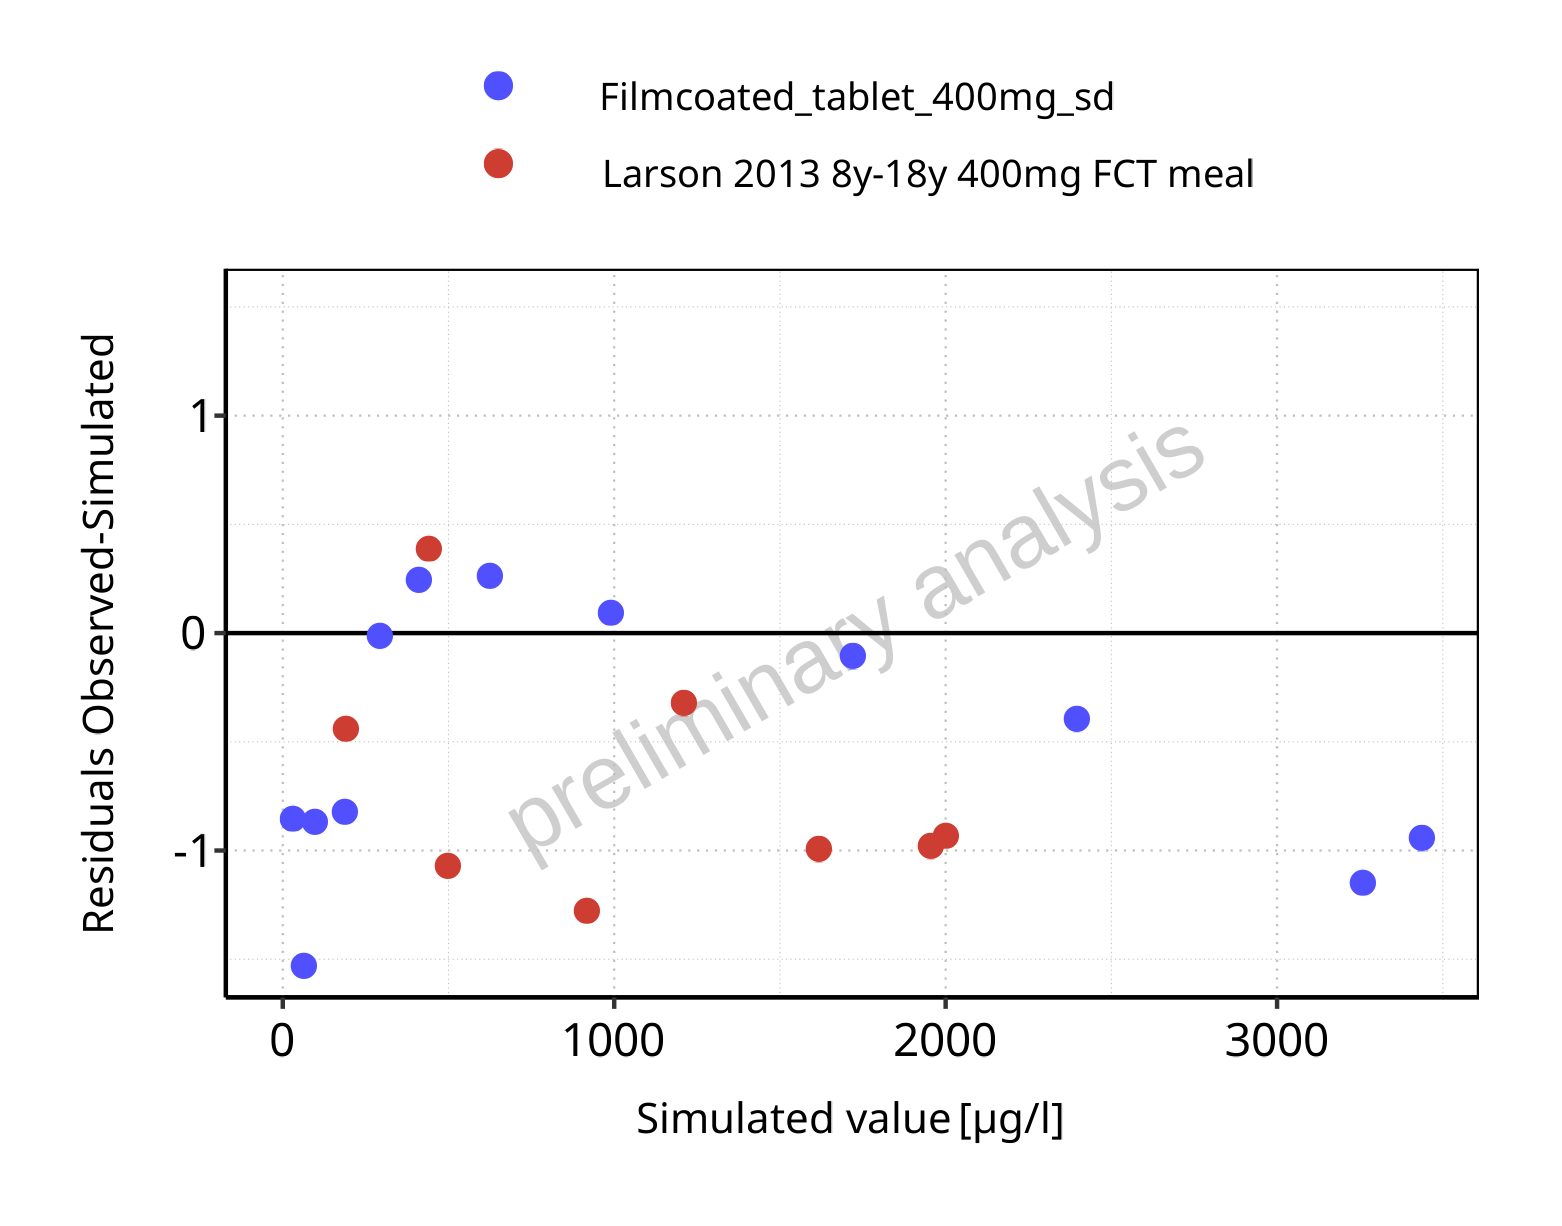 Filmcoated_tablet_400mg_sd
Larson 2013 8y-18y 400mg FCT meal
Residuals Observed-Simulated
1
0
-1
preliminary analysis
0 1000 2000 3000
Simulated value [µg/l]